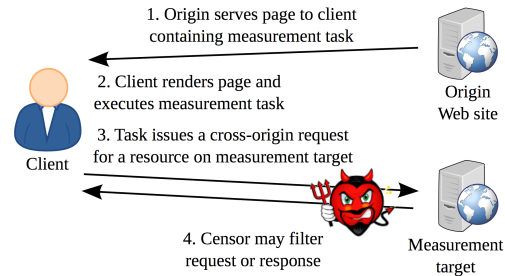 1. Origin serves page to client
containing measurement task
Origin
Web site
2. Client renders page and
executes measurement task
3. Task issues a cross-origin request
for a resource on measurement target
Client
4. Censor may filter
request or response
Measurement
target